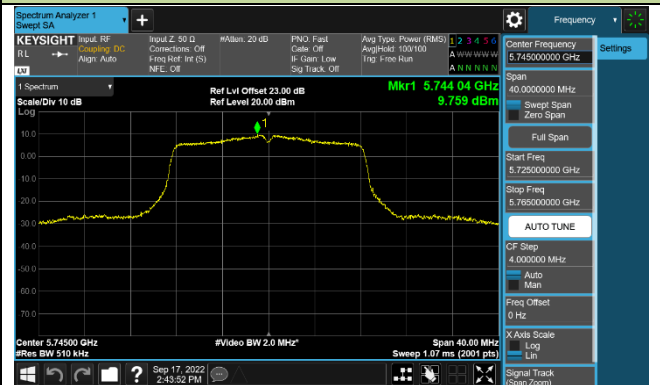 Spectrum Analyzer 1
Swept SA
+
Frequency
KEYSIGHT
RL
LXI
Input: RF
Coupling: DC
Align: Auto
Input Z: 50 Ω
Corrections: Off
Freq Ref: Int (S)
NFE: Off
#Atten: 20 dB
PNO: Fast
Gate: Off
IF Gain: Low
Sig Track: Off
Avg Type: Power (RMS)
Avg|Hold: 100/100
Trig: Free Run
1 2 3 4 5 6
A W W W W W
A N N N N N
1 Spectrum
Scale/Div 10 dB
Log
Ref Lvl Offset 23.00 dB
Ref Level 20.00 dBm
Mkr1 5.744 04 GHz
9.759 dBm
1
10.0
0.00
-10.0
-20.0
-30.0
-40.0
-50.0
-60.0
-70.0
Center 5.74500 GHz
#Res BW 510 kHz
#Video BW 2.0 MHz*
Span 40.00 MHz
Sweep 1.07 ms (2001 pts)
Center Frequency
5.745000000 GHz
Span
40.0000000 MHz
Swept Span
Zero Span
Full Span
Start Freq
5.725000000 GHz
Stop Freq
5.765000000 GHz
AUTO TUNE
CF Step
4.000000 MHz
Auto
Man
Freq Offset
0 Hz
X Axis Scale
Log
Lin
Signal Track
(Span Zoom)
Settings
?
Sep 17, 2022
2:43:52 PM